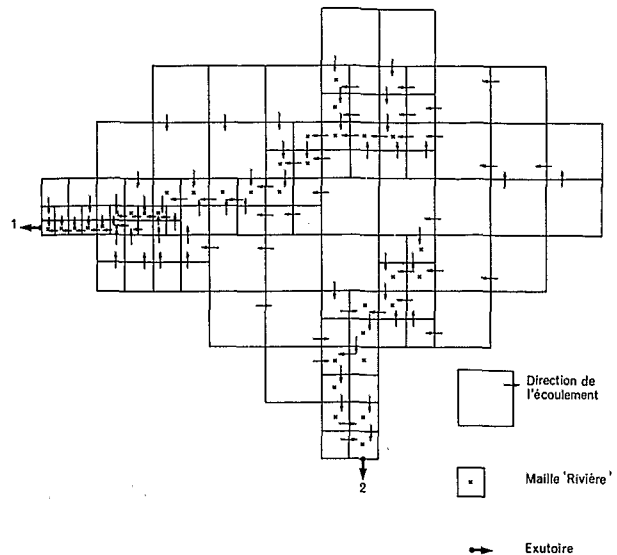 1
2
Direction de
l'écoulement
Maille 'Rivière'
Exutoire